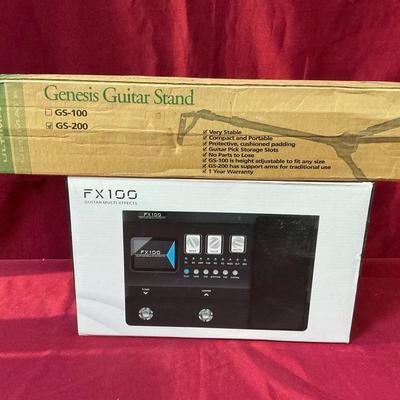 ULTIMATE
Genesis Guitar Stand
GS-100
GS-200
Very Stable
Compact and Portable
Protective, cushioned padding
Guitar Pick Storage Slots
No Parts to Lose
GS-100 is height adjustable to fit any size
GS-200 has support arms for traditional use
1 Year Warranty
FX100
GUITAR MULTI-EFFECTS
FX100
FX100